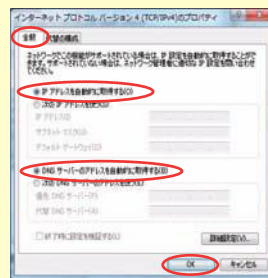 インターネット プロトコル バージョン 4 (TCP/IPv4)のプロパティ
全般 代替の構成
ネットワークでこの機能がサポートされている場合は、IP 設定を自動的に取得することがで
きます。サポートされていない場合は、ネットワーク管理者に適切な IP 設定を問い合わせ
てください。
IP アドレスを自動的に取得する(O)
次の IP アドレスを使う(S):
IP アドレス(I):
サブネット マスク(U):
デフォルト ゲートウェイ(D):
DNS サーバーのアドレスを自動的に取得する(B)
次の DNS サーバーのアドレスを使う(E):
優先 DNS サーバー(P):
代替 DNS サーバー(A):
終了時に設定を検証する(L)
詳細設定(V)...
OK キャンセル